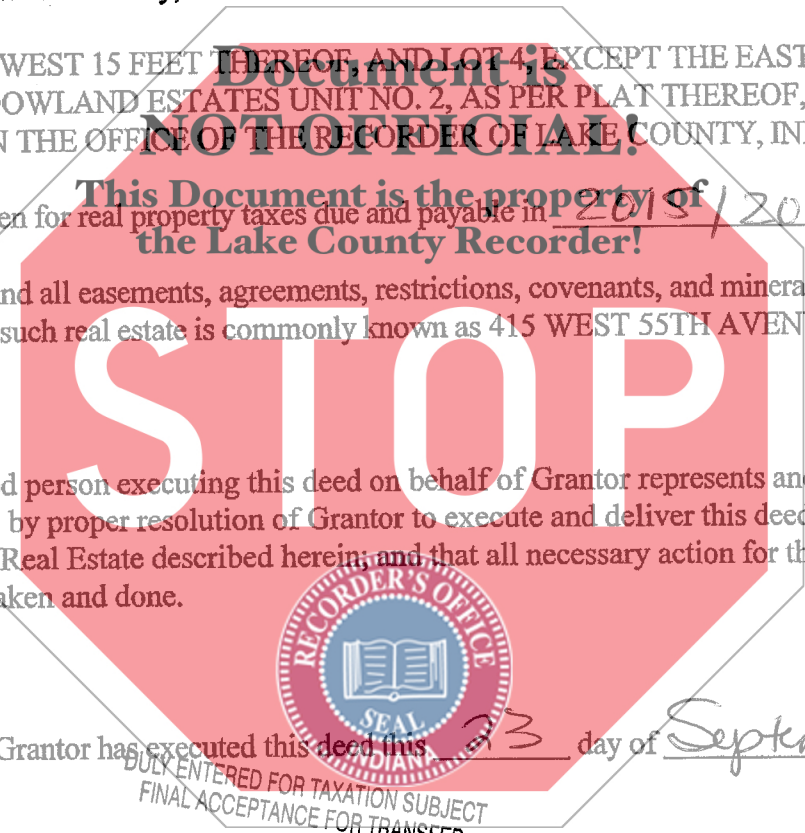 WEST 15 FEET THEREOF, AND LOT 4, EXCEPT THE EAST
Document is
OWLAND ESTATES UNIT NO. 2, AS PER PLAT THEREOF,
NOT OFFICIAL!
N THE OFFICE OF THE RECORDER OF LAKE COUNTY, IN
This Document is the property of
en for real property taxes due and payable in 2015/20
the Lake County Recorder!
nd all easements, agreements, restrictions, covenants, and minera
such real estate is commonly known as 415 WEST 55TH AVEN
STOP
d person executing this deed on behalf of Grantor represents and
by proper resolution of Grantor to execute and deliver this deed
Real Estate described herein; and that all necessary action for th
aken and done.
RECORDER'S OFFICE
SEAL
INDIANA
Grantor has executed this deed this 23 day of Septe
DULY ENTERED FOR TAXATION SUBJECT
FINAL ACCEPTANCE FOR TRANSFER